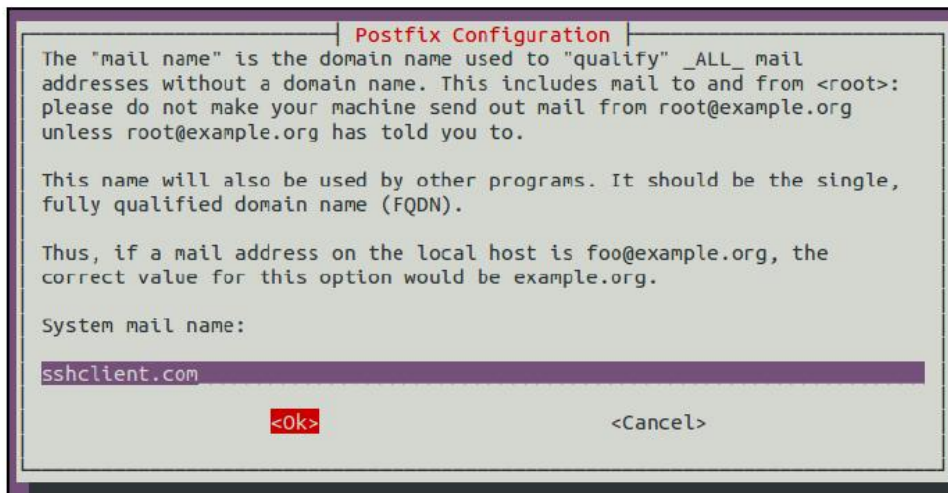 Postfix Configuration
The "mail name" is the domain name used to "qualify" _ALL_ mail
addresses without a domain name. This includes mail to and from <root>:
please do not make your machine send out mail from root@example.org
unless root@example.org has told you to.
This name will also be used by other programs. It should be the single,
fully qualified domain name (FQDN).
Thus, if a mail address on the local host is foo@example.org, the
correct value for this option would be example.org.
System mail name:
sshclient.com
<Ok> <Cancel>